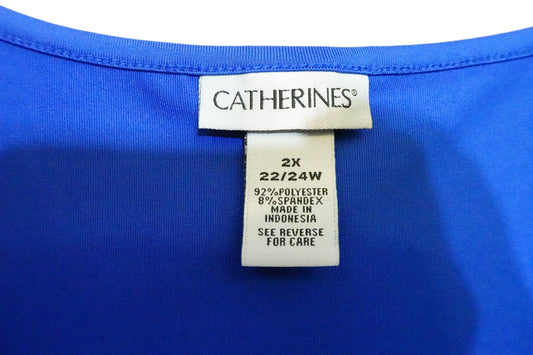 CATHERINES®
2X
22/24W
92%POLYESTER
8%SPANDEX
MADE IN
INDONESIA
SEE REVERSE
FOR CARE